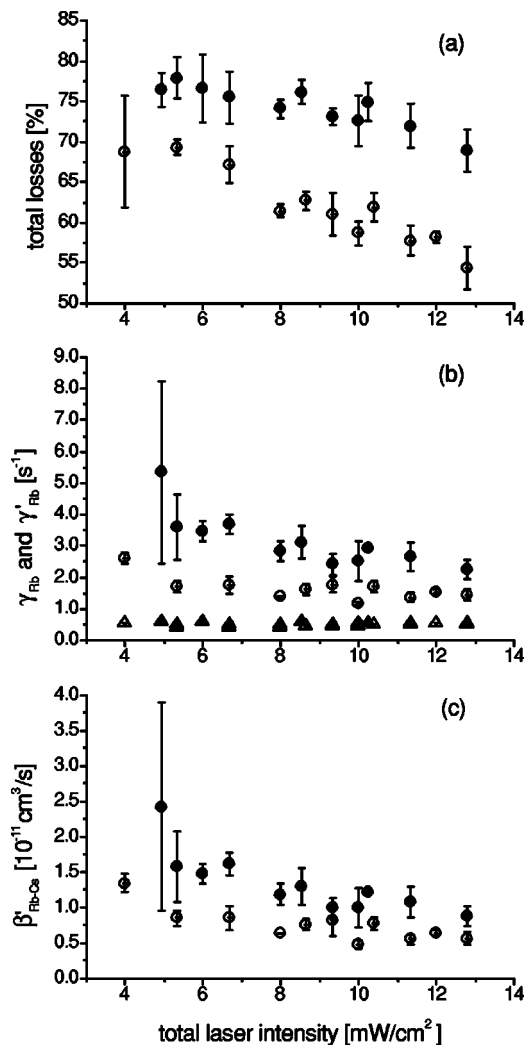 (a)
total losses [%]
85
80
75
70
65
60
55
50
4 6 8 10 12 14
(b)
γRb and γ'Rb [s⁻¹]
9.0
8.0
7.0
6.0
5.0
4.0
3.0
2.0
1.0
0.0
4 6 8 10 12 14
(c)
β'Rb-Cs [10⁻¹¹cm³/s]
4.0
3.5
3.0
2.5
2.0
1.5
1.0
0.5
0.0
4 6 8 10 12 14
total laser intensity [mW/cm²]